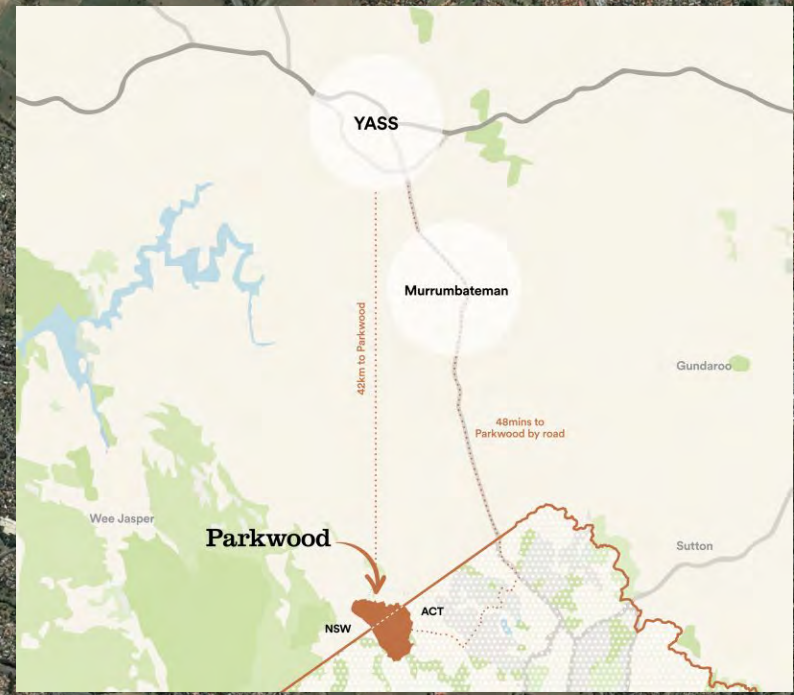 YASS
Murrumbateman
42km to Parkwood
Gundaroo
48mins to
Parkwood by road
Wee Jasper
Parkwood
Sutton
ACT
NSW